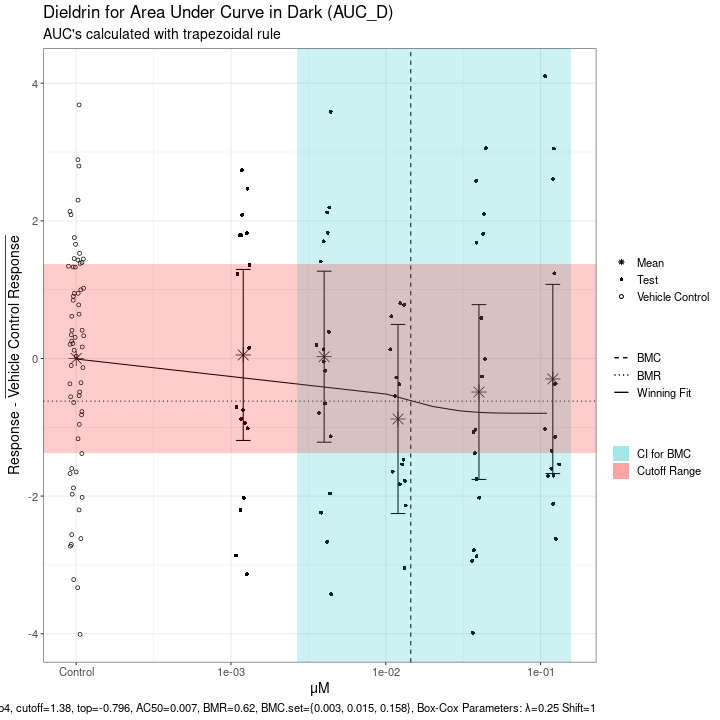 Dieldrin for Area Under Curve in Dark (AUC_D)
AUC's calculated with trapezoidal rule
Response - Vehicle Control Response
4
2
0
-2
-4
Control
1e-03
1e-02
1e-01
µM
Mean
Test
Vehicle Control
BMC
BMR
Winning Fit
CI for BMC
Cutoff Range
cutoff=1.38, top=-0.796, AC50=0.007, BMR=0.62, BMC.set={0.003, 0.015, 0.158}, Box-Cox Parameters: λ=0.25 Shift=1